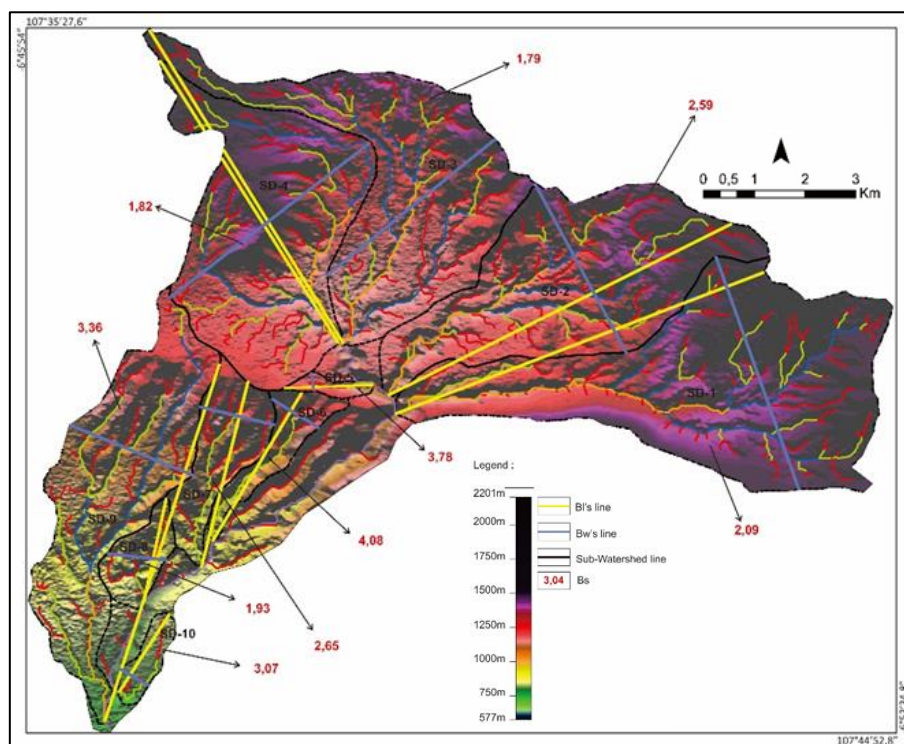 107°35'27,6"
-6°45'54"
1,79
2,59
0 0,5 1 2 3
Km
SD-3
SD-4
1,82
SD-2
3,36
SD-5
SD-6
SD-1
3,78
Legend ;
2201m
2000m
1750m
1500m
1250m
1000m
750m
577m
Bl's line
Bw's line
Sub-Watershed line
3,04 Bs
2,09
SD-7
SD-9
4,08
SD-8
1,93
SD-10
2,65
3,07
107°44'52,8"